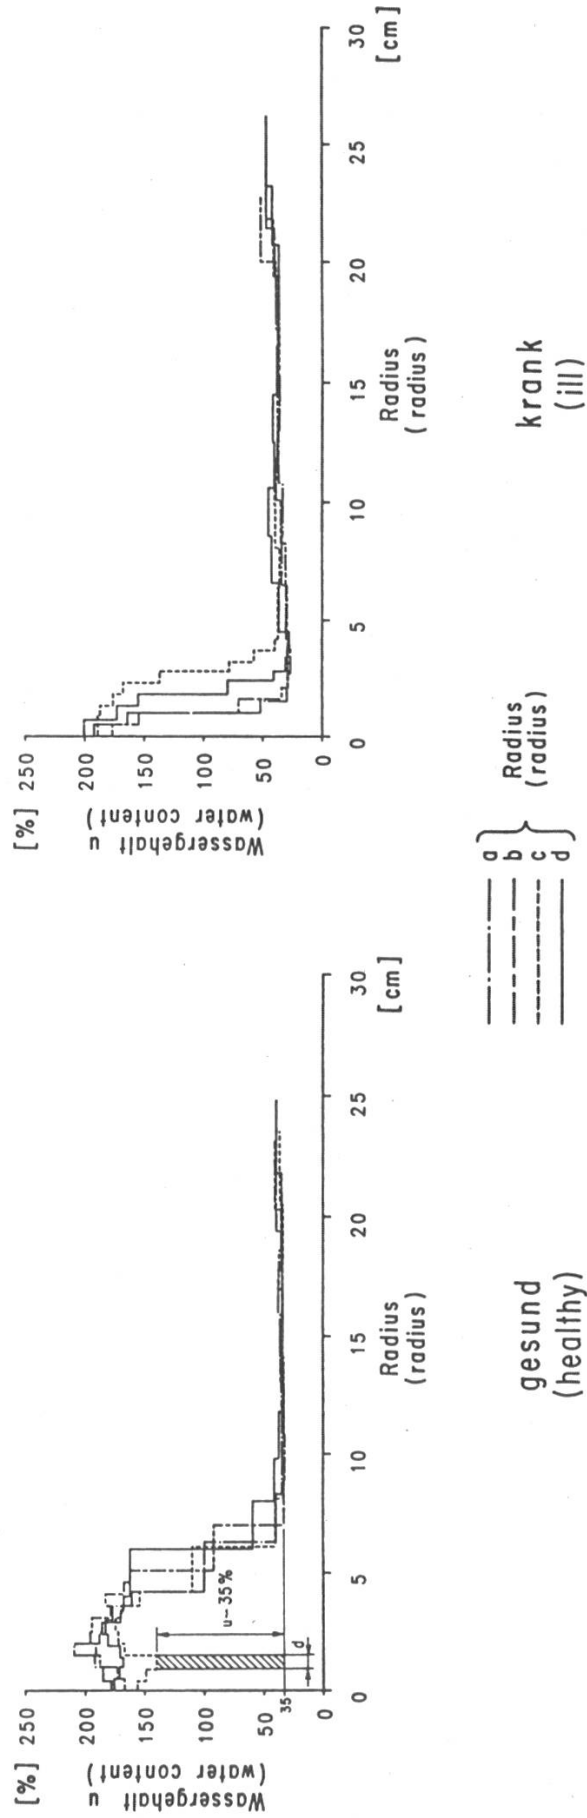 [%]
250
200
150
100
50
35
0
Wassergehalt u
(water content)
u-35%
d
0
5
10
15
20
25
30
[cm]
Radius
(radius)
gesund
(healthy)
[%]
250
200
150
100
50
0
Wassergehalt u
(water content)
0
5
10
15
20
25
30
[cm]
Radius
(radius)
krank
(ill)
a
b
c
d
Radius
(radius)